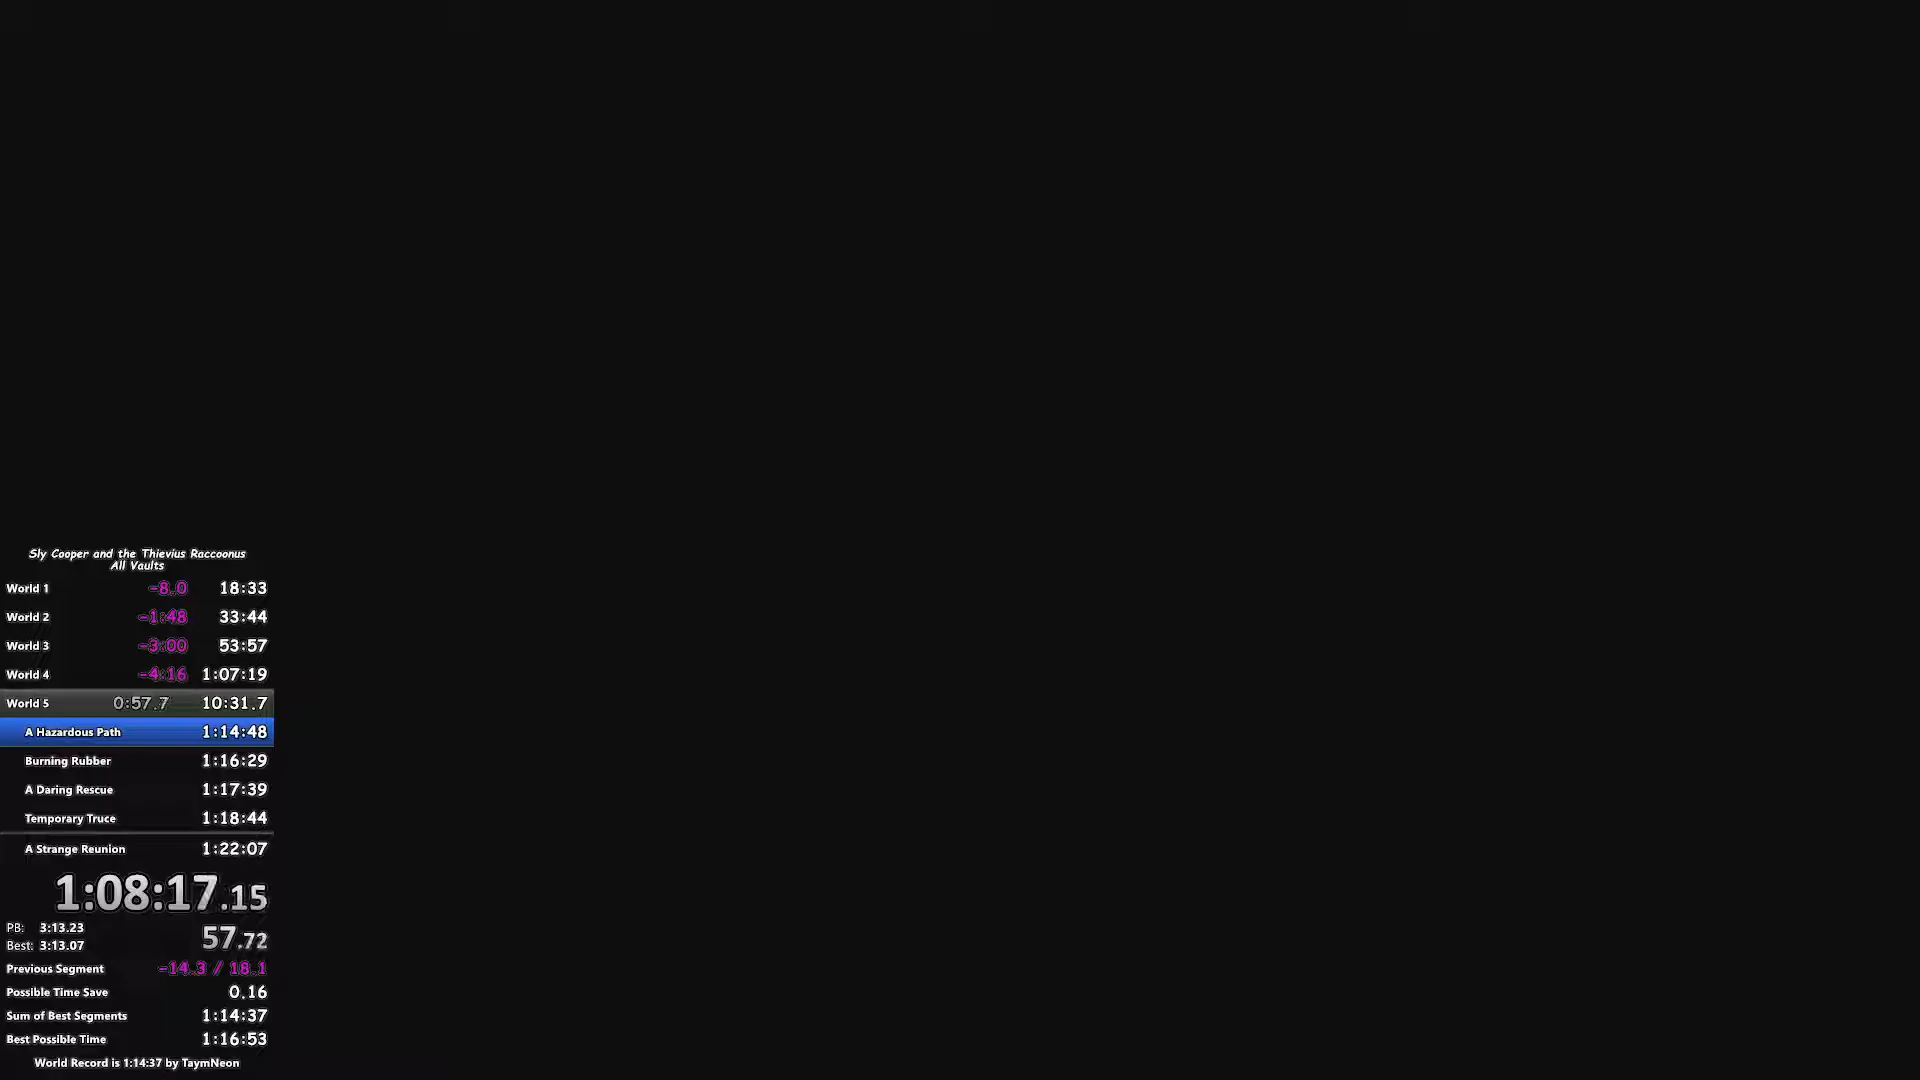 Sly Cooper and the Thievius Raccoonus
All Vaults
World 1 -8.0 18:33
World 2 -1:48 33:44
World 3 -3:00 53:57
World 4 -4:16 1:07:19
World 5 0:57.7 10:31.7
A Hazardous Path 1:14:48
Burning Rubber 1:16:29
A Daring Rescue 1:17:39
Temporary Truce 1:18:44
A Strange Reunion 1:22:07
1:08:17.15
PB: 3:13.23
Best: 3:13.07
57.72
Previous Segment -14.3 / 18.1
Possible Time Save 0.16
Sum of Best Segments 1:14:37
Best Possible Time 1:16:53
World Record is 1:14:37 by TaymNeon